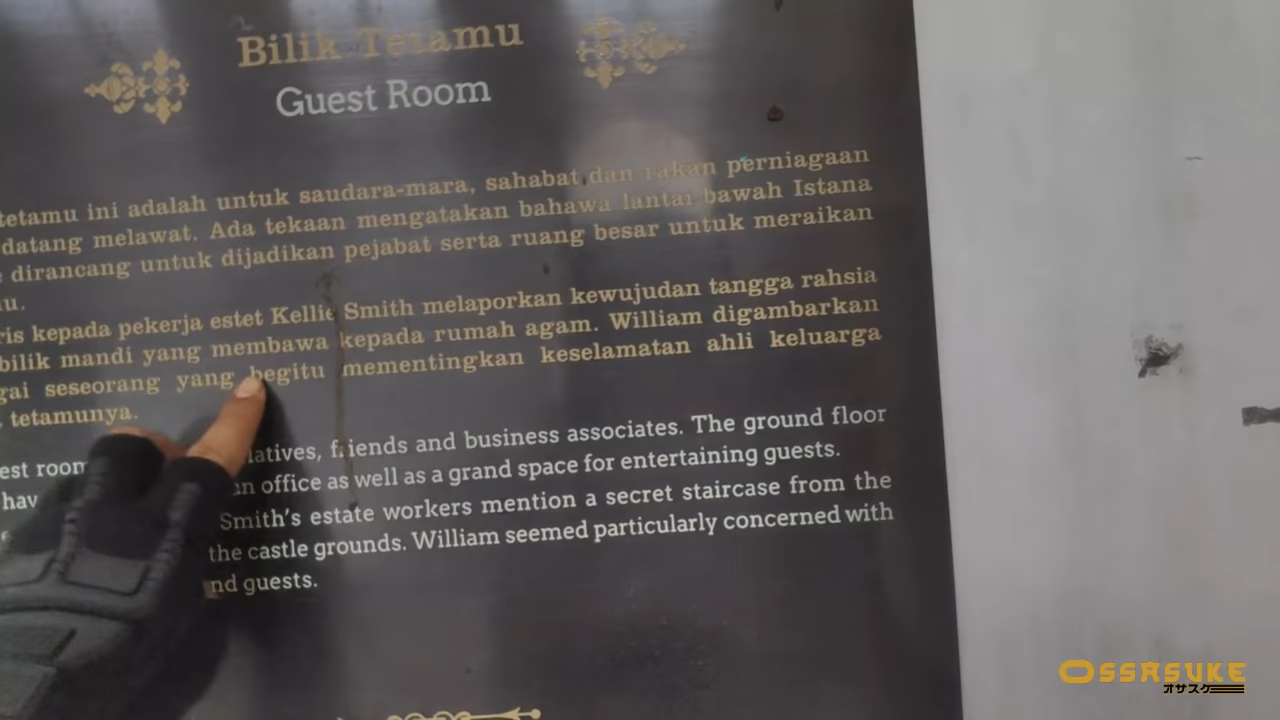 Bilik Tetamu
Guest Room
tetamu ini adalah untuk saudara-mara, sahabat dan rakan perniagaan
datang melawat. Ada tekaan mengatakan bahawa lantai bawah Istana
dirancang untuk dijadikan pejabat serta ruang besar untuk meraikan
kepada pekerja estet Kellie Smith melaporkan kewujudan tangga rahsia
bilik mandi yang membawa kepada rumah agam. William digambarkan
seseorang yang begitu mementingkan keselamatan ahli keluarga
tetamunya.
room latives, friends and business associates. The ground floor
hav an office as well as a grand space for entertaining guests.
Smith's estate workers mention a secret staircase from the
the castle grounds. William seemed particularly concerned with
nd guests.
OSSASUKE
オサスケ